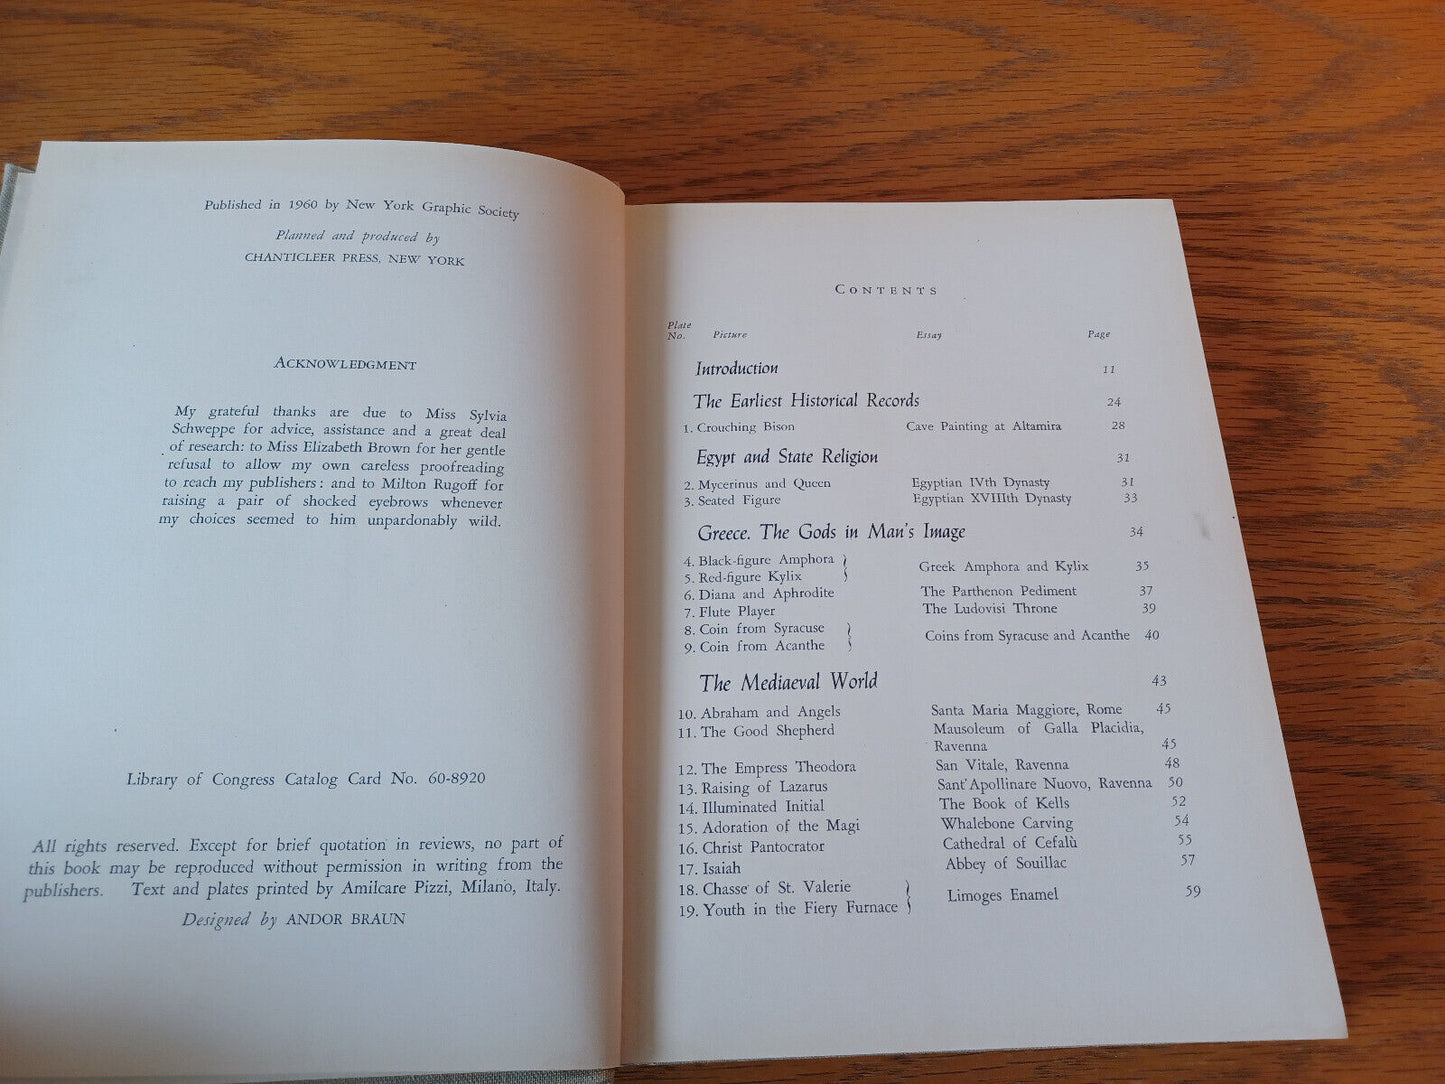 Published in 1960 by New York Graphic Society
Planned and produced by
CHANTICLEER PRESS, NEW YORK
ACKNOWLEDGMENT
My grateful thanks are due to Miss Sylvia
Schweppe for advice, assistance and a great deal
of research: to Miss Elizabeth Brown for her gentle
refusal to allow my own careless proofreading
to reach my publishers: and to Milton Rugoff for
raising a pair of shocked eyebrows whenever
my choices seemed to him unpardonably wild.
Library of Congress Catalog Card No. 60-8920
All rights reserved. Except for brief quotation in reviews, no part of
this book may be reproduced without permission in writing from the
publishers. Text and plates printed by Amilcare Pizzi, Milano, Italy.
Designed by ANDOR BRAUN
CONTENTS
Plate
No. Picture Essay Page
Introduction 11
The Earliest Historical Records 24
1. Crouching Bison Cave Painting at Altamira 28
Egypt and State Religion 31
2. Mycerinus and Queen Egyptian IVth Dynasty 31
3. Seated Figure Egyptian XVIIIth Dynasty 33
Greece. The Gods in Man's Image 34
4. Black-figure Amphora
5. Red-figure Kylix Greek Amphora and Kylix 35
6. Diana and Aphrodite The Parthenon Pediment 37
7. Flute Player The Ludovisi Throne 39
8. Coin from Syracuse
9. Coin from Acanthe Coins from Syracuse and Acanthe 40
The Mediaeval World 43
10. Abraham and Angels Santa Maria Maggiore, Rome 45
11. The Good Shepherd Mausoleum of Galla Placidia,
Ravenna 45
12. The Empress Theodora San Vitale, Ravenna 48
13. Raising of Lazarus Sant' Apollinare Nuovo, Ravenna 50
14. Illuminated Initial The Book of Kells 52
15. Adoration of the Magi Whalebone Carving 54
16. Christ Pantocrator Cathedral of Cefalù 55
17. Isaiah Abbey of Souillac 57
18. Chasse of St. Valerie
19. Youth in the Fiery Furnace Limoges Enamel 59